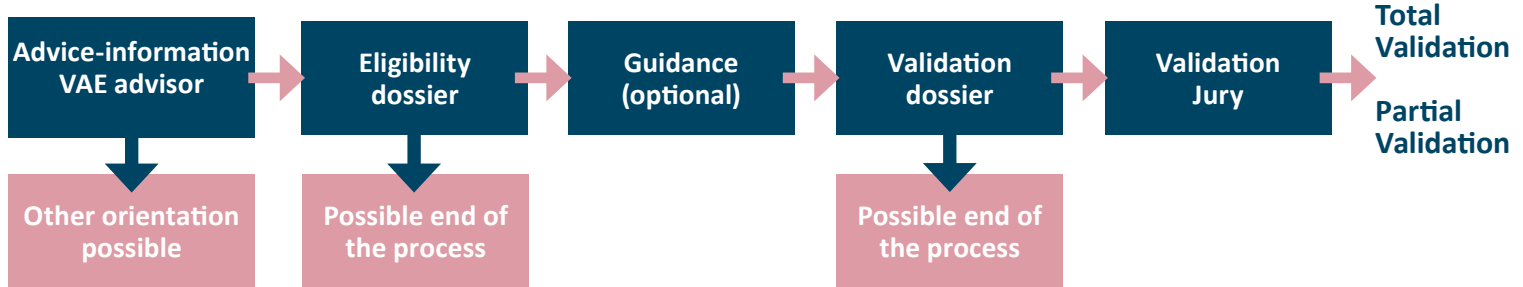 Advice-information
VAE advisor
Eligibility
dossier
Guidance
(optional)
Validation
dossier
Validation
Jury
Total
Validation
Partial
Validation
Other orientation
possible
Possible end of
the process
Possible end of
the process